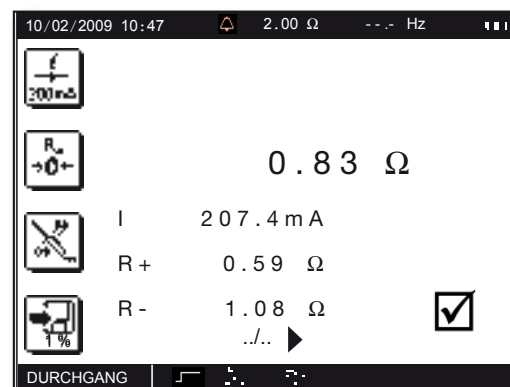 10/02/2009 10:47 2.00 Ω --.- Hz
200mA
R
→0←
0.83 Ω
I 207.4mA
R+ 0.59 Ω
R- 1.08 Ω
1 %
../..
DURCHGANG